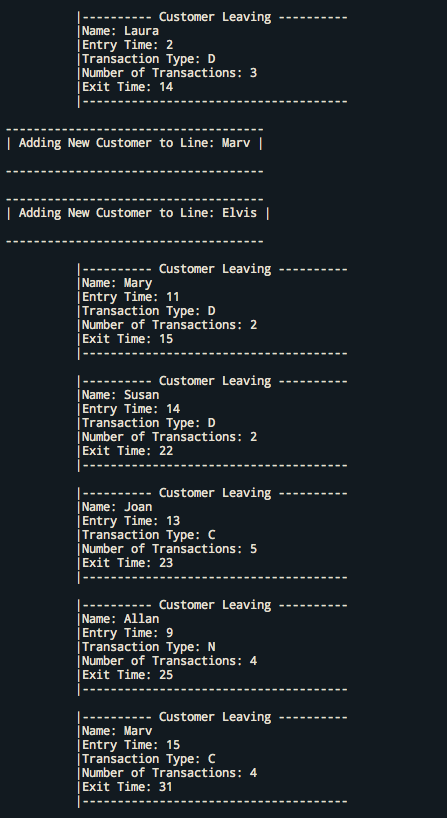 |---------- Customer Leaving ----------
|Name: Laura
|Entry Time: 2
|Transaction Type: D
|Number of Transactions: 3
|Exit Time: 14
|--------------------------------------
-------------------------------------
| Adding New Customer to Line: Marv |
-------------------------------------
-------------------------------------
| Adding New Customer to Line: Elvis |
-------------------------------------
|---------- Customer Leaving ----------
|Name: Mary
|Entry Time: 11
|Transaction Type: D
|Number of Transactions: 2
|Exit Time: 15
|--------------------------------------
|---------- Customer Leaving ----------
|Name: Susan
|Entry Time: 14
|Transaction Type: D
|Number of Transactions: 2
|Exit Time: 22
|--------------------------------------
|---------- Customer Leaving ----------
|Name: Joan
|Entry Time: 13
|Transaction Type: C
|Number of Transactions: 5
|Exit Time: 23
|--------------------------------------
|---------- Customer Leaving ----------
|Name: Allan
|Entry Time: 9
|Transaction Type: N
|Number of Transactions: 4
|Exit Time: 25
|--------------------------------------
|---------- Customer Leaving ----------
|Name: Marv
|Entry Time: 15
|Transaction Type: C
|Number of Transactions: 4
|Exit Time: 31
|--------------------------------------